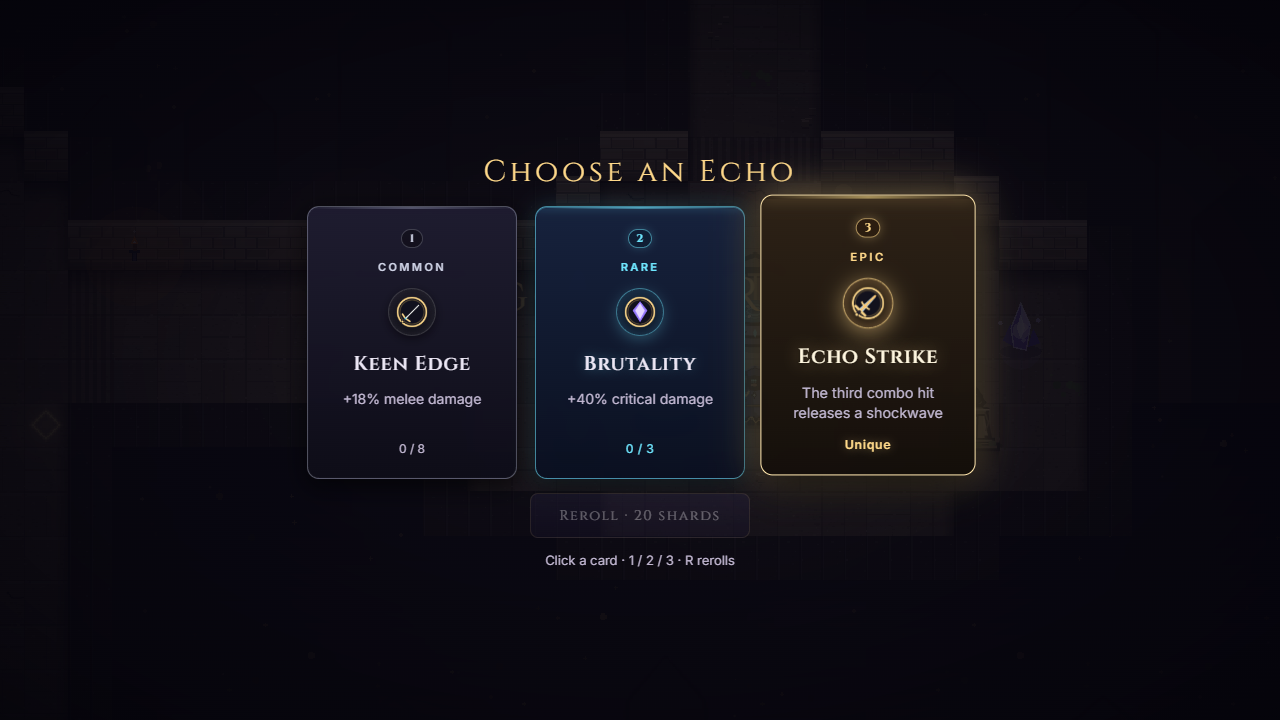 Choose an Echo
1
COMMON
Keen Edge
+18% melee damage
0 / 8
2
RARE
Brutality
+40% critical damage
0 / 3
3
EPIC
Echo Strike
The third combo hit
releases a shockwave
Unique
Reroll · 20 shards
Click a card · 1 / 2 / 3 · R rerolls